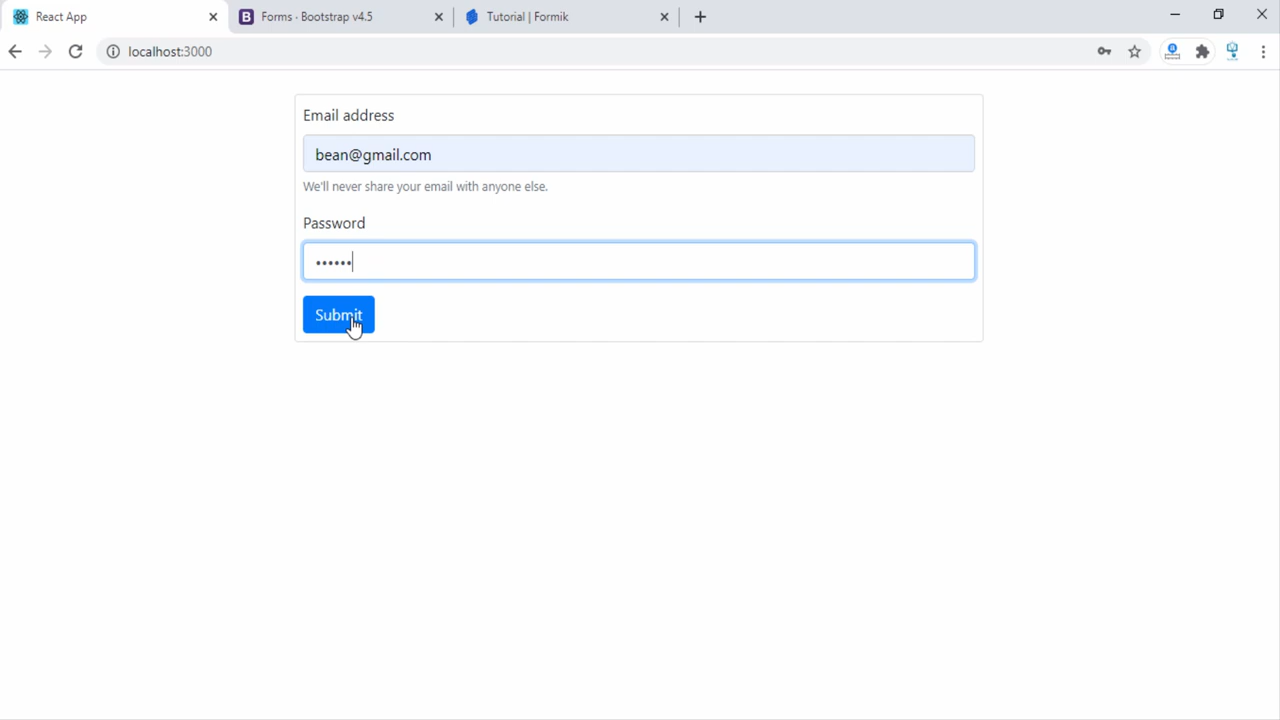 React App
Forms · Bootstrap v4.5
Tutorial | Formik
localhost:3000
Email address
bean@gmail.com
We'll never share your email with anyone else.
Password
••••••
Submit